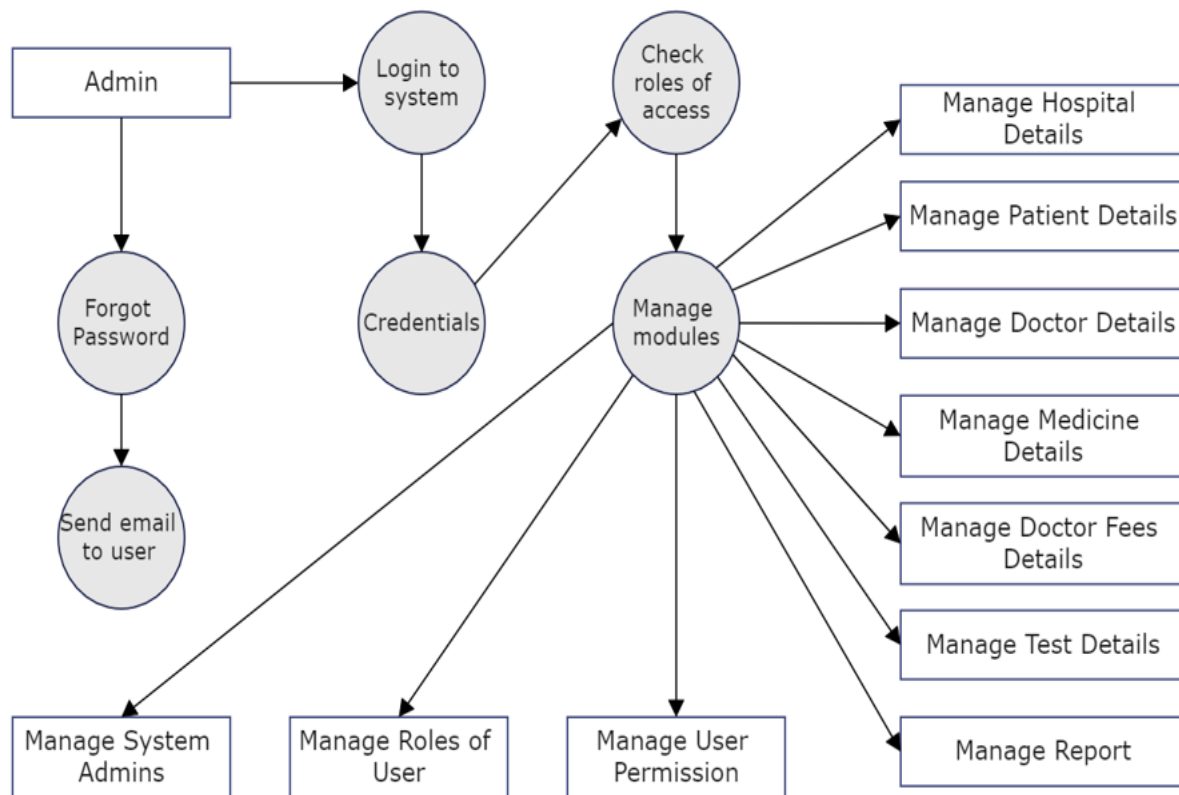 Admin
Login to
system
Check
roles of
access
Manage Hospital
Details
Manage Patient Details
Forgot
Password
Credentials
Manage
modules
Manage Doctor Details
Manage Medicine
Details
Send email
to user
Manage Doctor Fees
Details
Manage Test Details
Manage System
Admins
Manage Roles of
User
Manage User
Permission
Manage Report